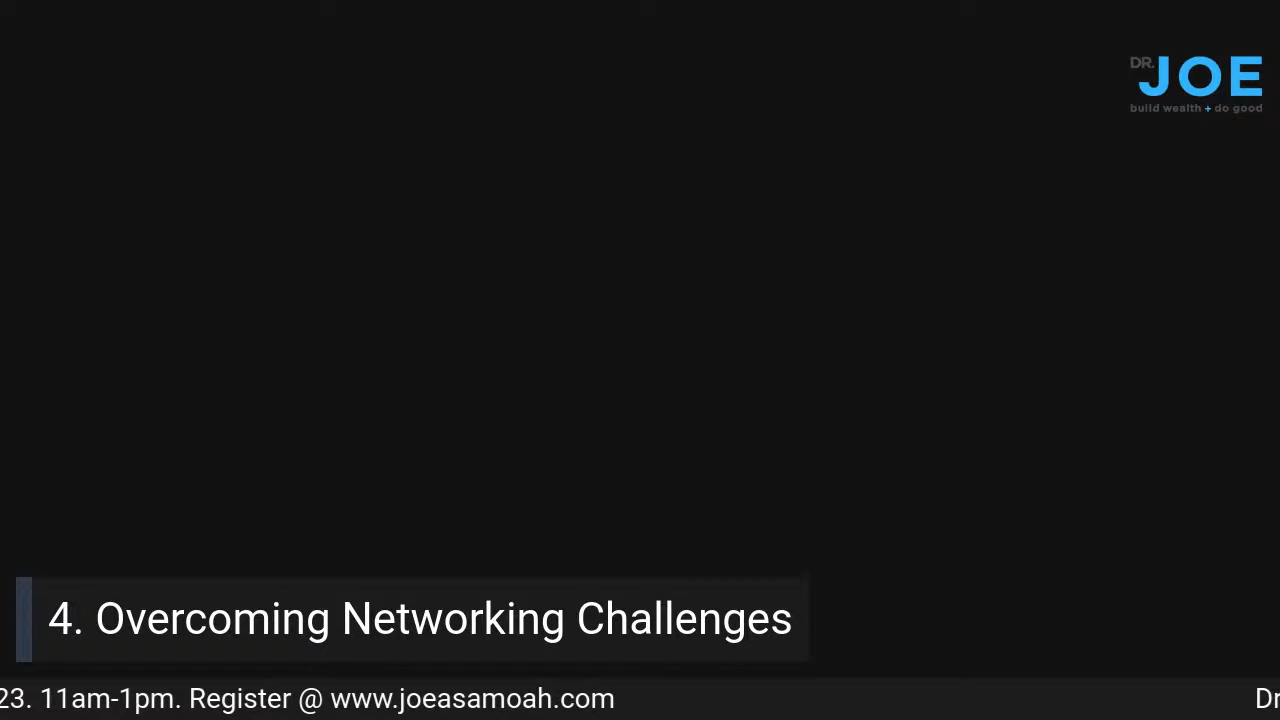 DR.
JOE
build wealth + do good
4. Overcoming Networking Challenges
23. 11am-1pm. Register @ www.joeasamoah.com
Dr